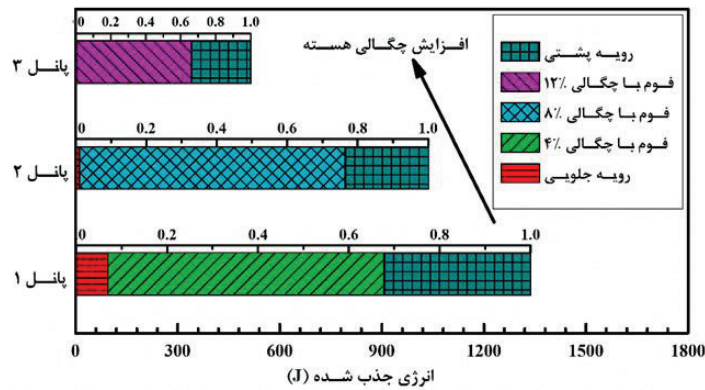 0 0.2 0.4 0.6 0.8 1.0
پانل ۳
افزایش چگالی هسته
رویه پشتی
فوم با چگالی ۱۲٪
فوم با چگالی ۸٪
فوم با چگالی ۴٪
رویه جلویی
0 0.2 0.4 0.6 0.8 1.0
پانل ۲
0 0.2 0.4 0.6 0.8 1.0
پانل ۱
0 300 600 900 1200 1500 1800
انرژی جذب شده (J)